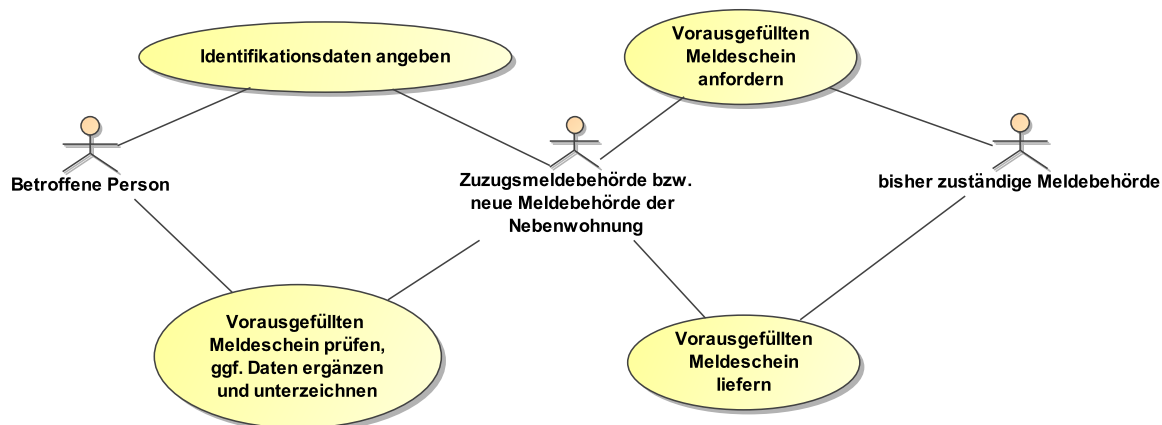 Identifikationsdaten angeben
Vorausgefüllten
Meldeschein
anfordern
Betroffene Person
Zuzugsmeldebehörde bzw.
neue Meldebehörde der
Nebenwohnung
bisher zuständige Meldebehörde
Vorausgefüllten
Meldeschein prüfen,
ggf. Daten ergänzen
und unterzeichnen
Vorausgefüllten
Meldeschein
liefern